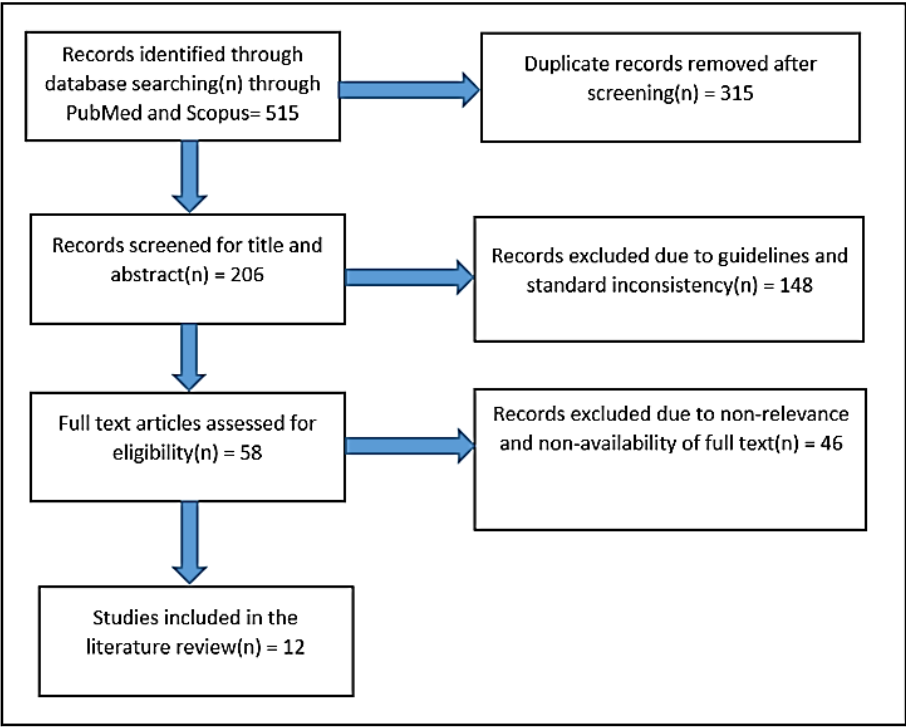 Records identified through
database searching(n) through
PubMed and Scopus= 515
Duplicate records removed after
screening(n) = 315
Records screened for title and
abstract(n) = 206
Records excluded due to guidelines and
standard inconsistency(n) = 148
Full text articles assessed for
eligibility(n) = 58
Records excluded due to non-relevance
and non-availability of full text(n) = 46
Studies included in the
literature review(n) = 12